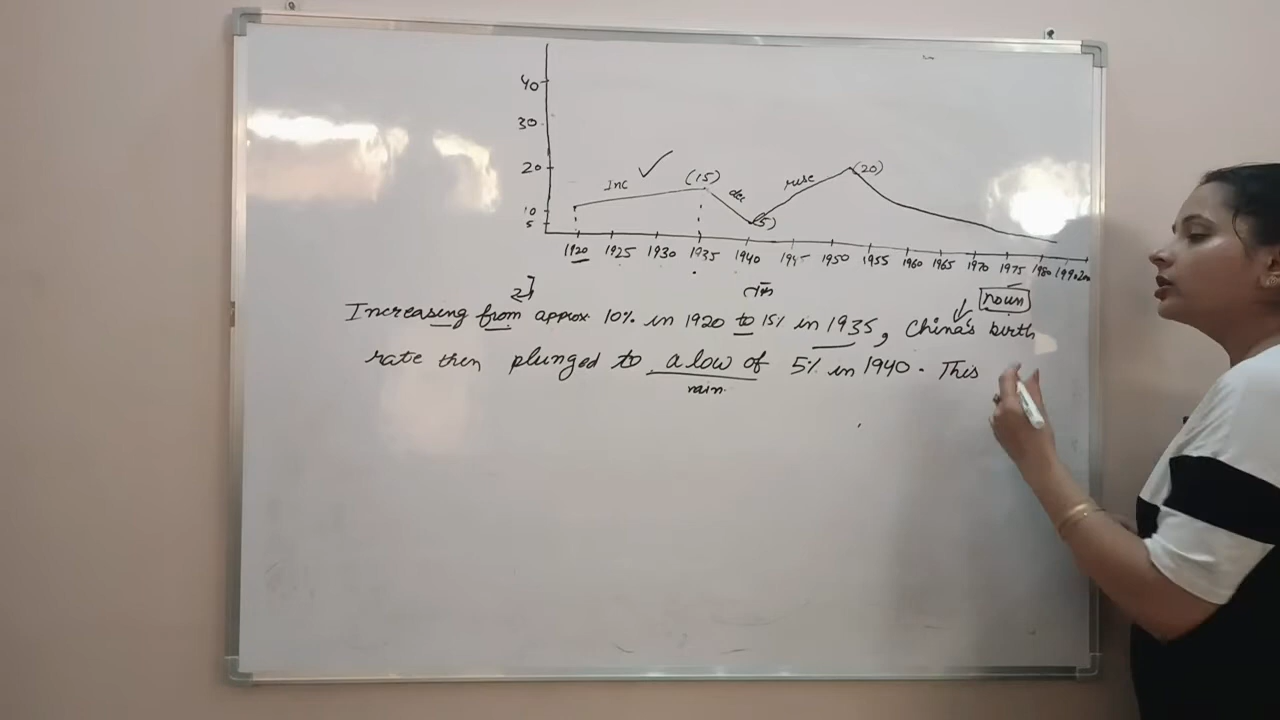 40
30
20
10
5
Inc
(15)
dec
(5)
rise
(20)
1920 1925 1930 1935 1940 1945 1950 1955 1960 1965 1970 1975 1980 1990
noun
Increasing from approx 10% in 1920 to 15% in 1935, China's birth
rate then plunged to a low of 5% in 1940. This